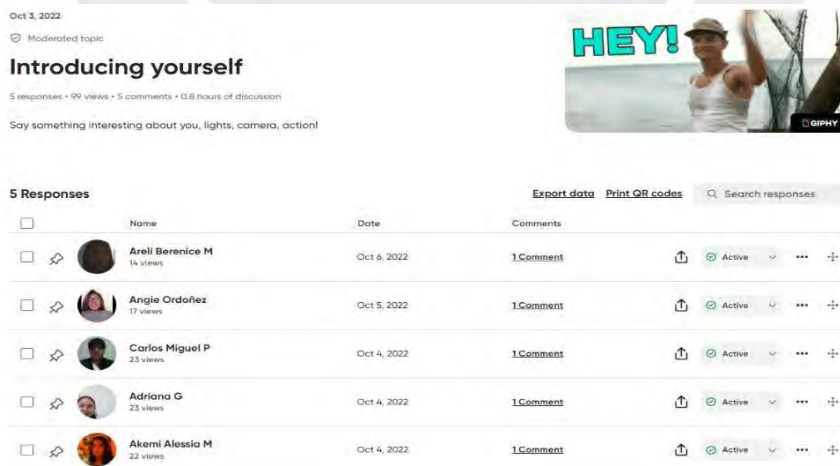 Oct 3, 2022
Moderated topic
Introducing yourself
5 responses • 99 views • 5 comments • 0.8 hours of discussion
Say something interesting about you, lights, camera, action!
HEY!
GIPHY
5 Responses Export data Print QR codes Search responses
Name Date Comments
Arelí Berenice M Oct 6, 2022 1 Comment Active
14 views
Angie Ordoñez Oct 5, 2022 1 Comment Active
17 views
Carlos Miguel P Oct 4, 2022 1 Comment Active
23 views
Adriana G Oct 4, 2022 1 Comment Active
23 views
Akemi Alessia M Oct 4, 2022 1 Comment Active
22 views